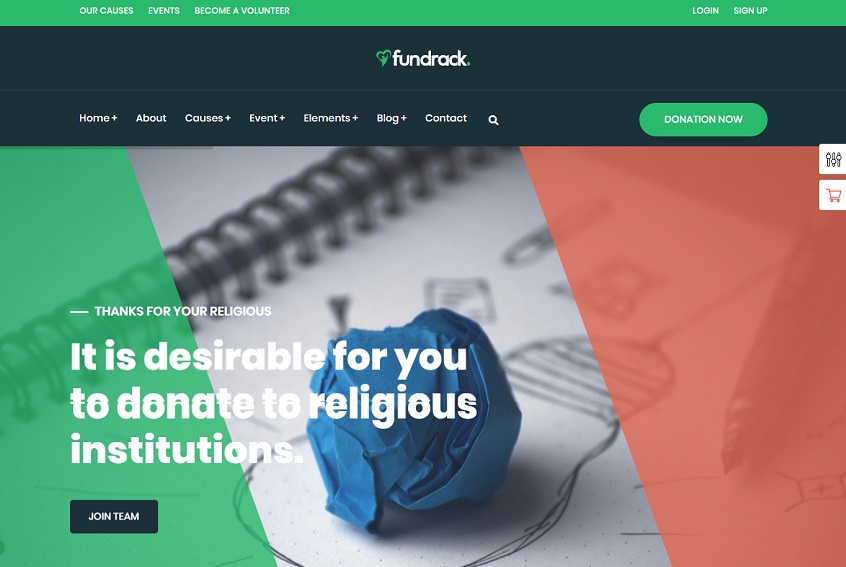 OUR CAUSES EVENTS BECOME A VOLUNTEER LOGIN SIGN UP
fundrack.
Home + About Causes + Event + Elements + Blog + Contact DONATION NOW
THANKS FOR YOUR RELIGIOUS
It is desirable for you
to donate to religious
institutions.
JOIN TEAM